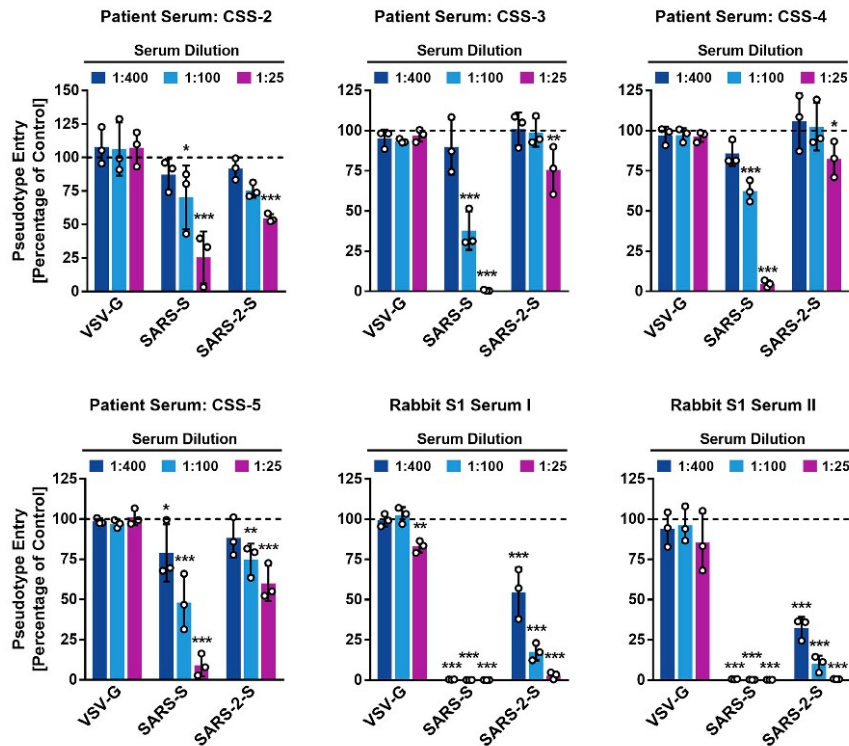 Patient Serum: CSS-2
Serum Dilution
1:400 1:100 1:25
Pseudotype Entry
[Percentage of Control]
150
125
100
75
50
25
0
*
***
***
VSV-G
SARS-S
SARS-2-S
Patient Serum: CSS-3
Serum Dilution
1:400 1:100 1:25
125
100
75
50
25
0
***
***
**
VSV-G
SARS-S
SARS-2-S
Patient Serum: CSS-4
Serum Dilution
1:400 1:100 1:25
125
100
75
50
25
0
***
***
*
VSV-G
SARS-S
SARS-2-S
Patient Serum: CSS-5
Serum Dilution
1:400 1:100 1:25
Pseudotype Entry
[Percentage of Control]
125
100
75
50
25
0
*
***
***
**
***
VSV-G
SARS-S
SARS-2-S
Rabbit S1 Serum I
Serum Dilution
1:400 1:100 1:25
125
100
75
50
25
0
**
***
***
***
***
***
***
VSV-G
SARS-S
SARS-2-S
Rabbit S1 Serum II
Serum Dilution
1:400 1:100 1:25
125
100
75
50
25
0
***
***
***
***
***
***
VSV-G
SARS-S
SARS-2-S